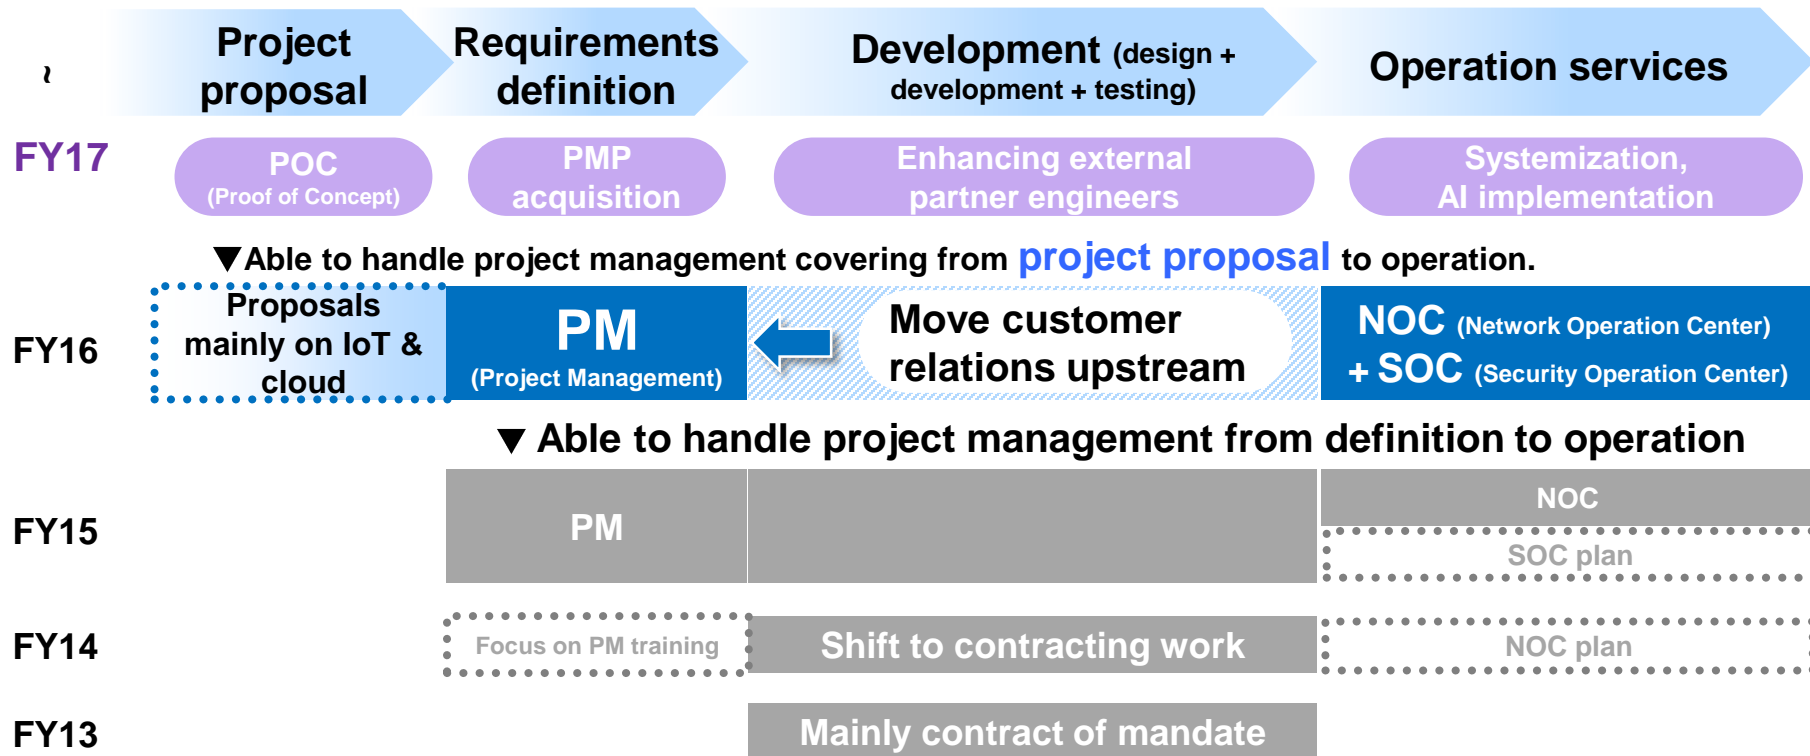 ~
Project
proposal
Requirements
definition
Development (design +
development + testing)
Operation services
FY17
POC
(Proof of Concept)
PMP
acquisition
Enhancing external
partner engineers
Systemization,
AI implementation
▼Able to handle project management covering from project proposal to operation.
FY16
Proposals
mainly on IoT &
cloud
PM
(Project Management)
Move customer
relations upstream
NOC (Network Operation Center)
+ SOC (Security Operation Center)
▼ Able to handle project management from definition to operation
FY15
PM
NOC
SOC plan
FY14
Focus on PM training
Shift to contracting work
NOC plan
FY13
Mainly contract of mandate